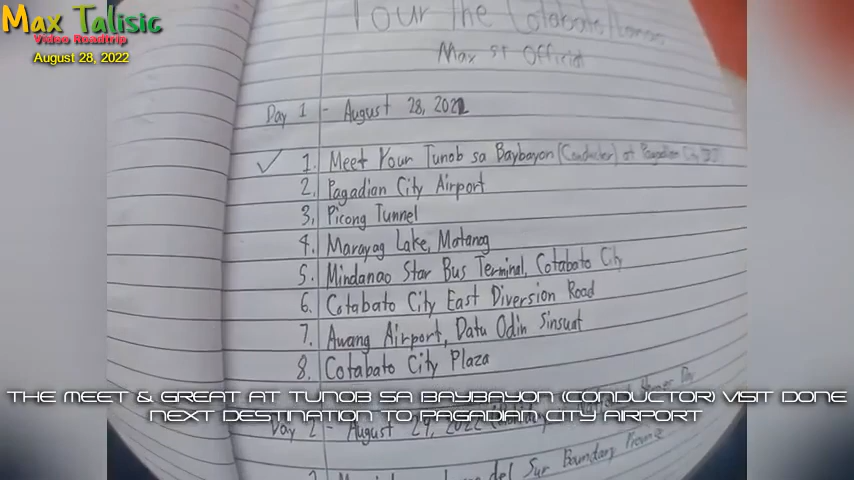 Max Talisic
Video Roadtrip
August 28, 2022
Tour the Cotabato/Lanao
Max ST Official
Day 1 - August 28, 2022
✓ 1. Meet Your Tunob sa Baybayon (Conductor) at Pagadian City
2. Pagadian City Airport
3. Picong Tunnel
4. Marayag Lake, Matanog
5. Mindanao Star Bus Terminal, Cotabato City
6. Cotabato City East Diversion Road
7. Awang Airport, Datu Odin Sinsuat
8. Cotabato City Plaza
THE MEET & GREAT AT TUNOB SA BAYBAYON (CONDUCTOR) VISIT DONE
NEXT DESTINATION TO PAGADIAN CITY AIRPORT
Day 2 - August 29, 2022
del Sur Boundary